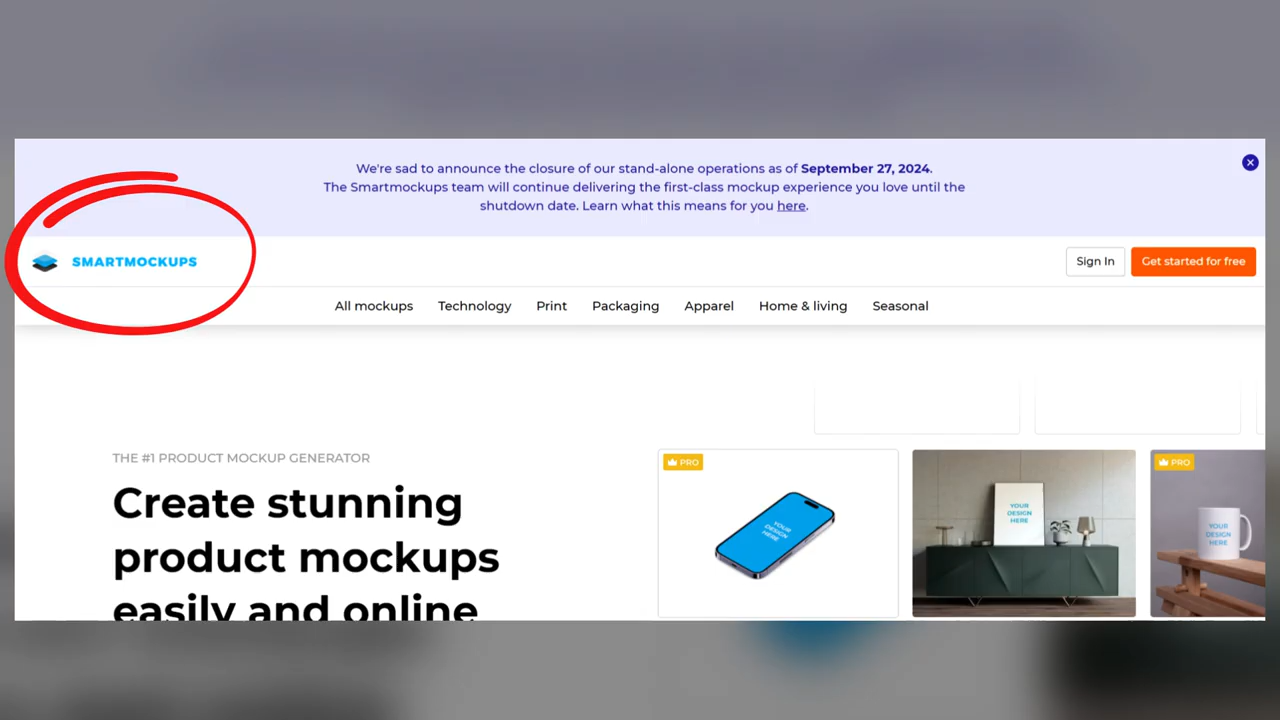 We're sad to announce the closure of our stand-alone operations as of September 27, 2024.
The Smartmockups team will continue delivering the first-class mockup experience you love until the
shutdown date. Learn what this means for you here.
SMARTMOCKUPS
Sign In
Get started for free
All mockups
Technology
Print
Packaging
Apparel
Home & living
Seasonal
THE #1 PRODUCT MOCKUP GENERATOR
Create stunning
product mockups
easily and online
PRO
YOUR
DESIGN
HERE
YOUR
DESIGN
HERE
PRO
YOUR
DESIGN
HERE